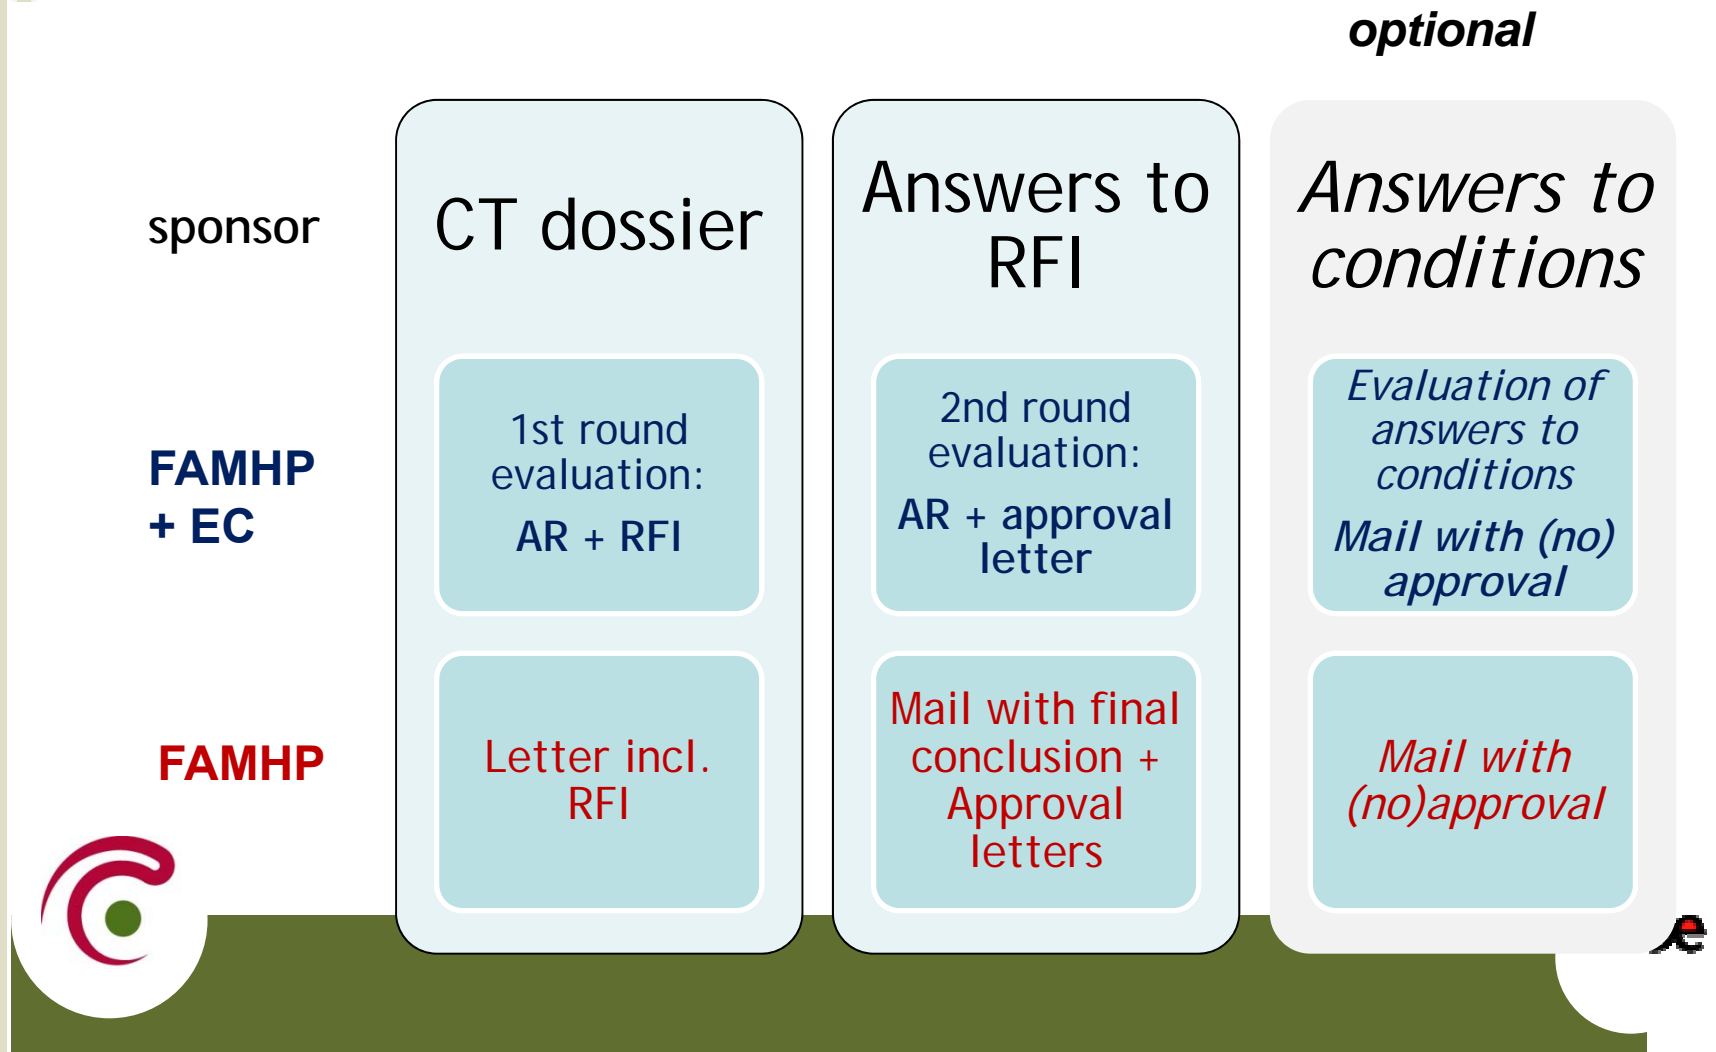 optional
sponsor
CT dossier
Answers to
RFI
Answers to
conditions
FAMHP
+ EC
1st round
evaluation:
AR + RFI
2nd round
evaluation:
AR + approval
letter
Evaluation of
answers to
conditions
Mail with (no)
approval
FAMHP
Letter incl.
RFI
Mail with final
conclusion +
Approval
letters
Mail with
(no)approval